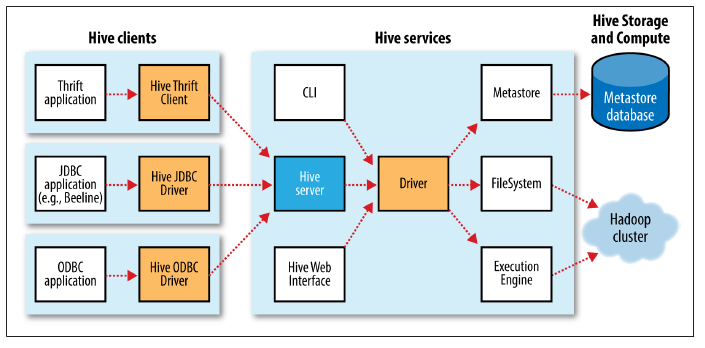 Hive clients
Thrift
application
Hive Thrift
Client
JDBC
application
(e.g., Beeline)
Hive JDBC
Driver
ODBC
application
Hive ODBC
Driver
Hive services
CLI
Hive
server
Hive Web
Interface
Driver
Metastore
FileSystem
Execution
Engine
Hive Storage
and Compute
Metastore
database
Hadoop
cluster